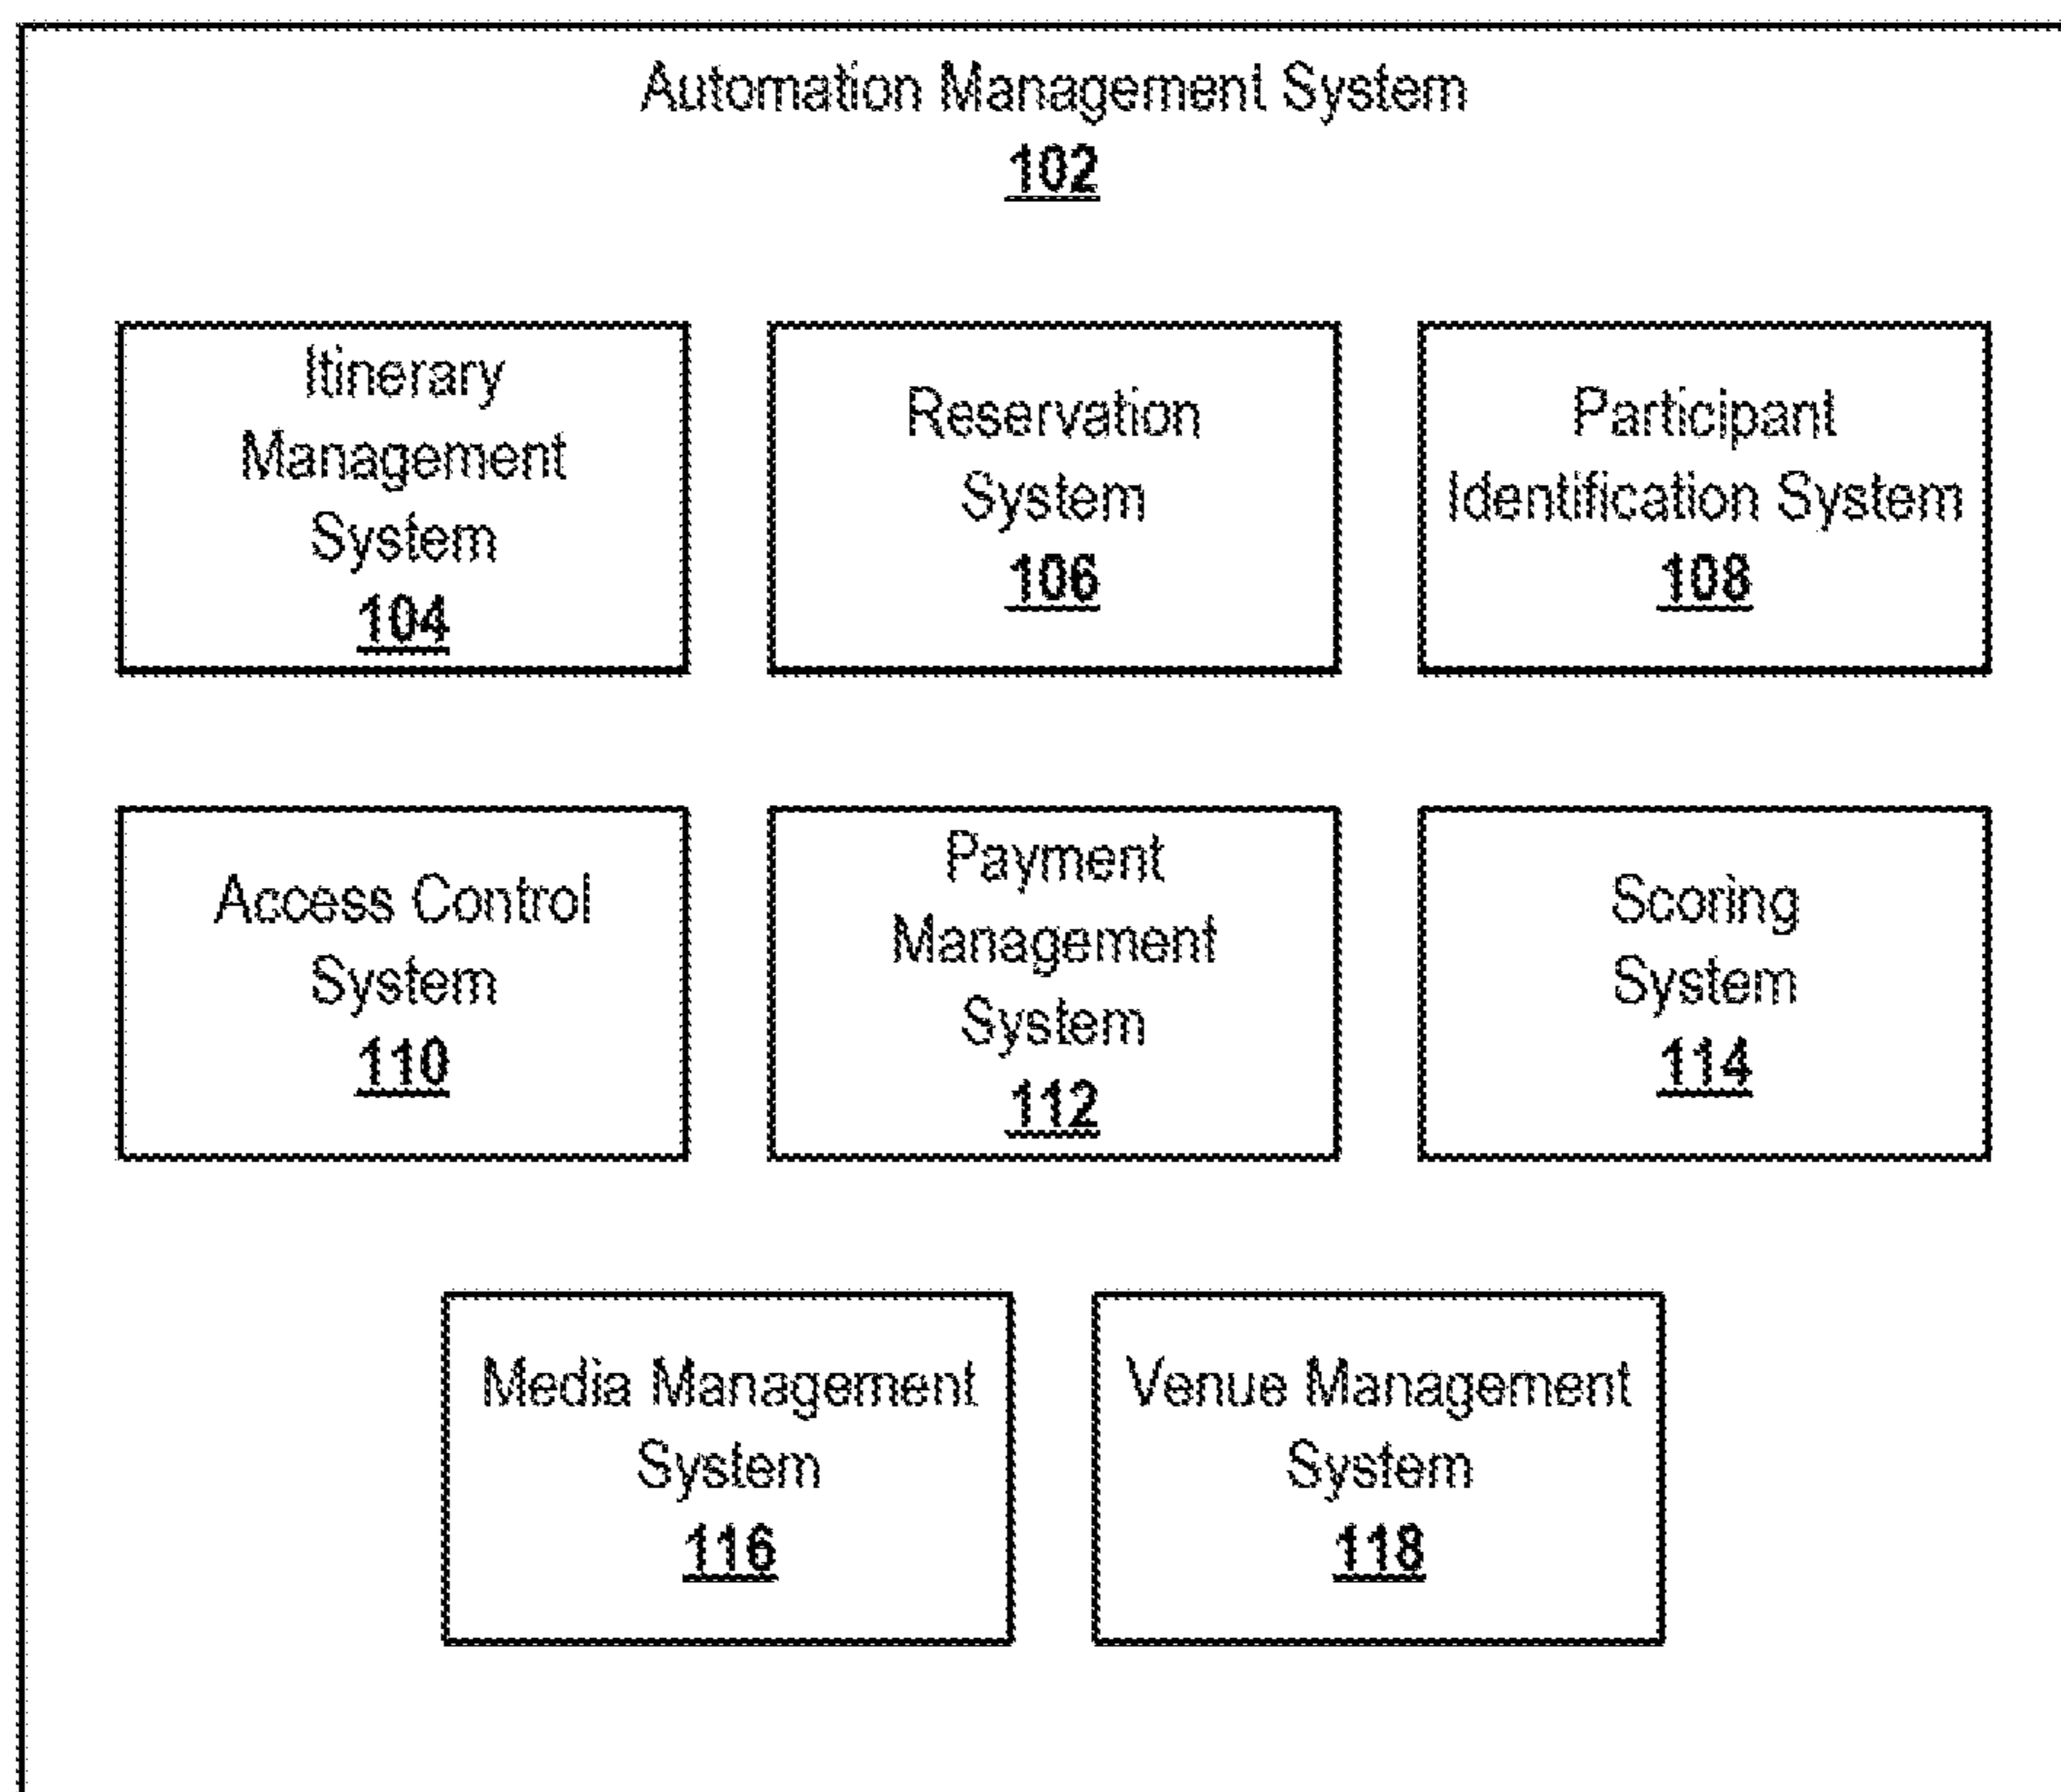 Automation Management System
102
Itinerary
Management
System
104
Reservation
System
106
Participant
Identification System
108
Access Control
System
110
Payment
Management
System
112
Scoring
System
114
Media Management
System
116
Venue Management
System
118